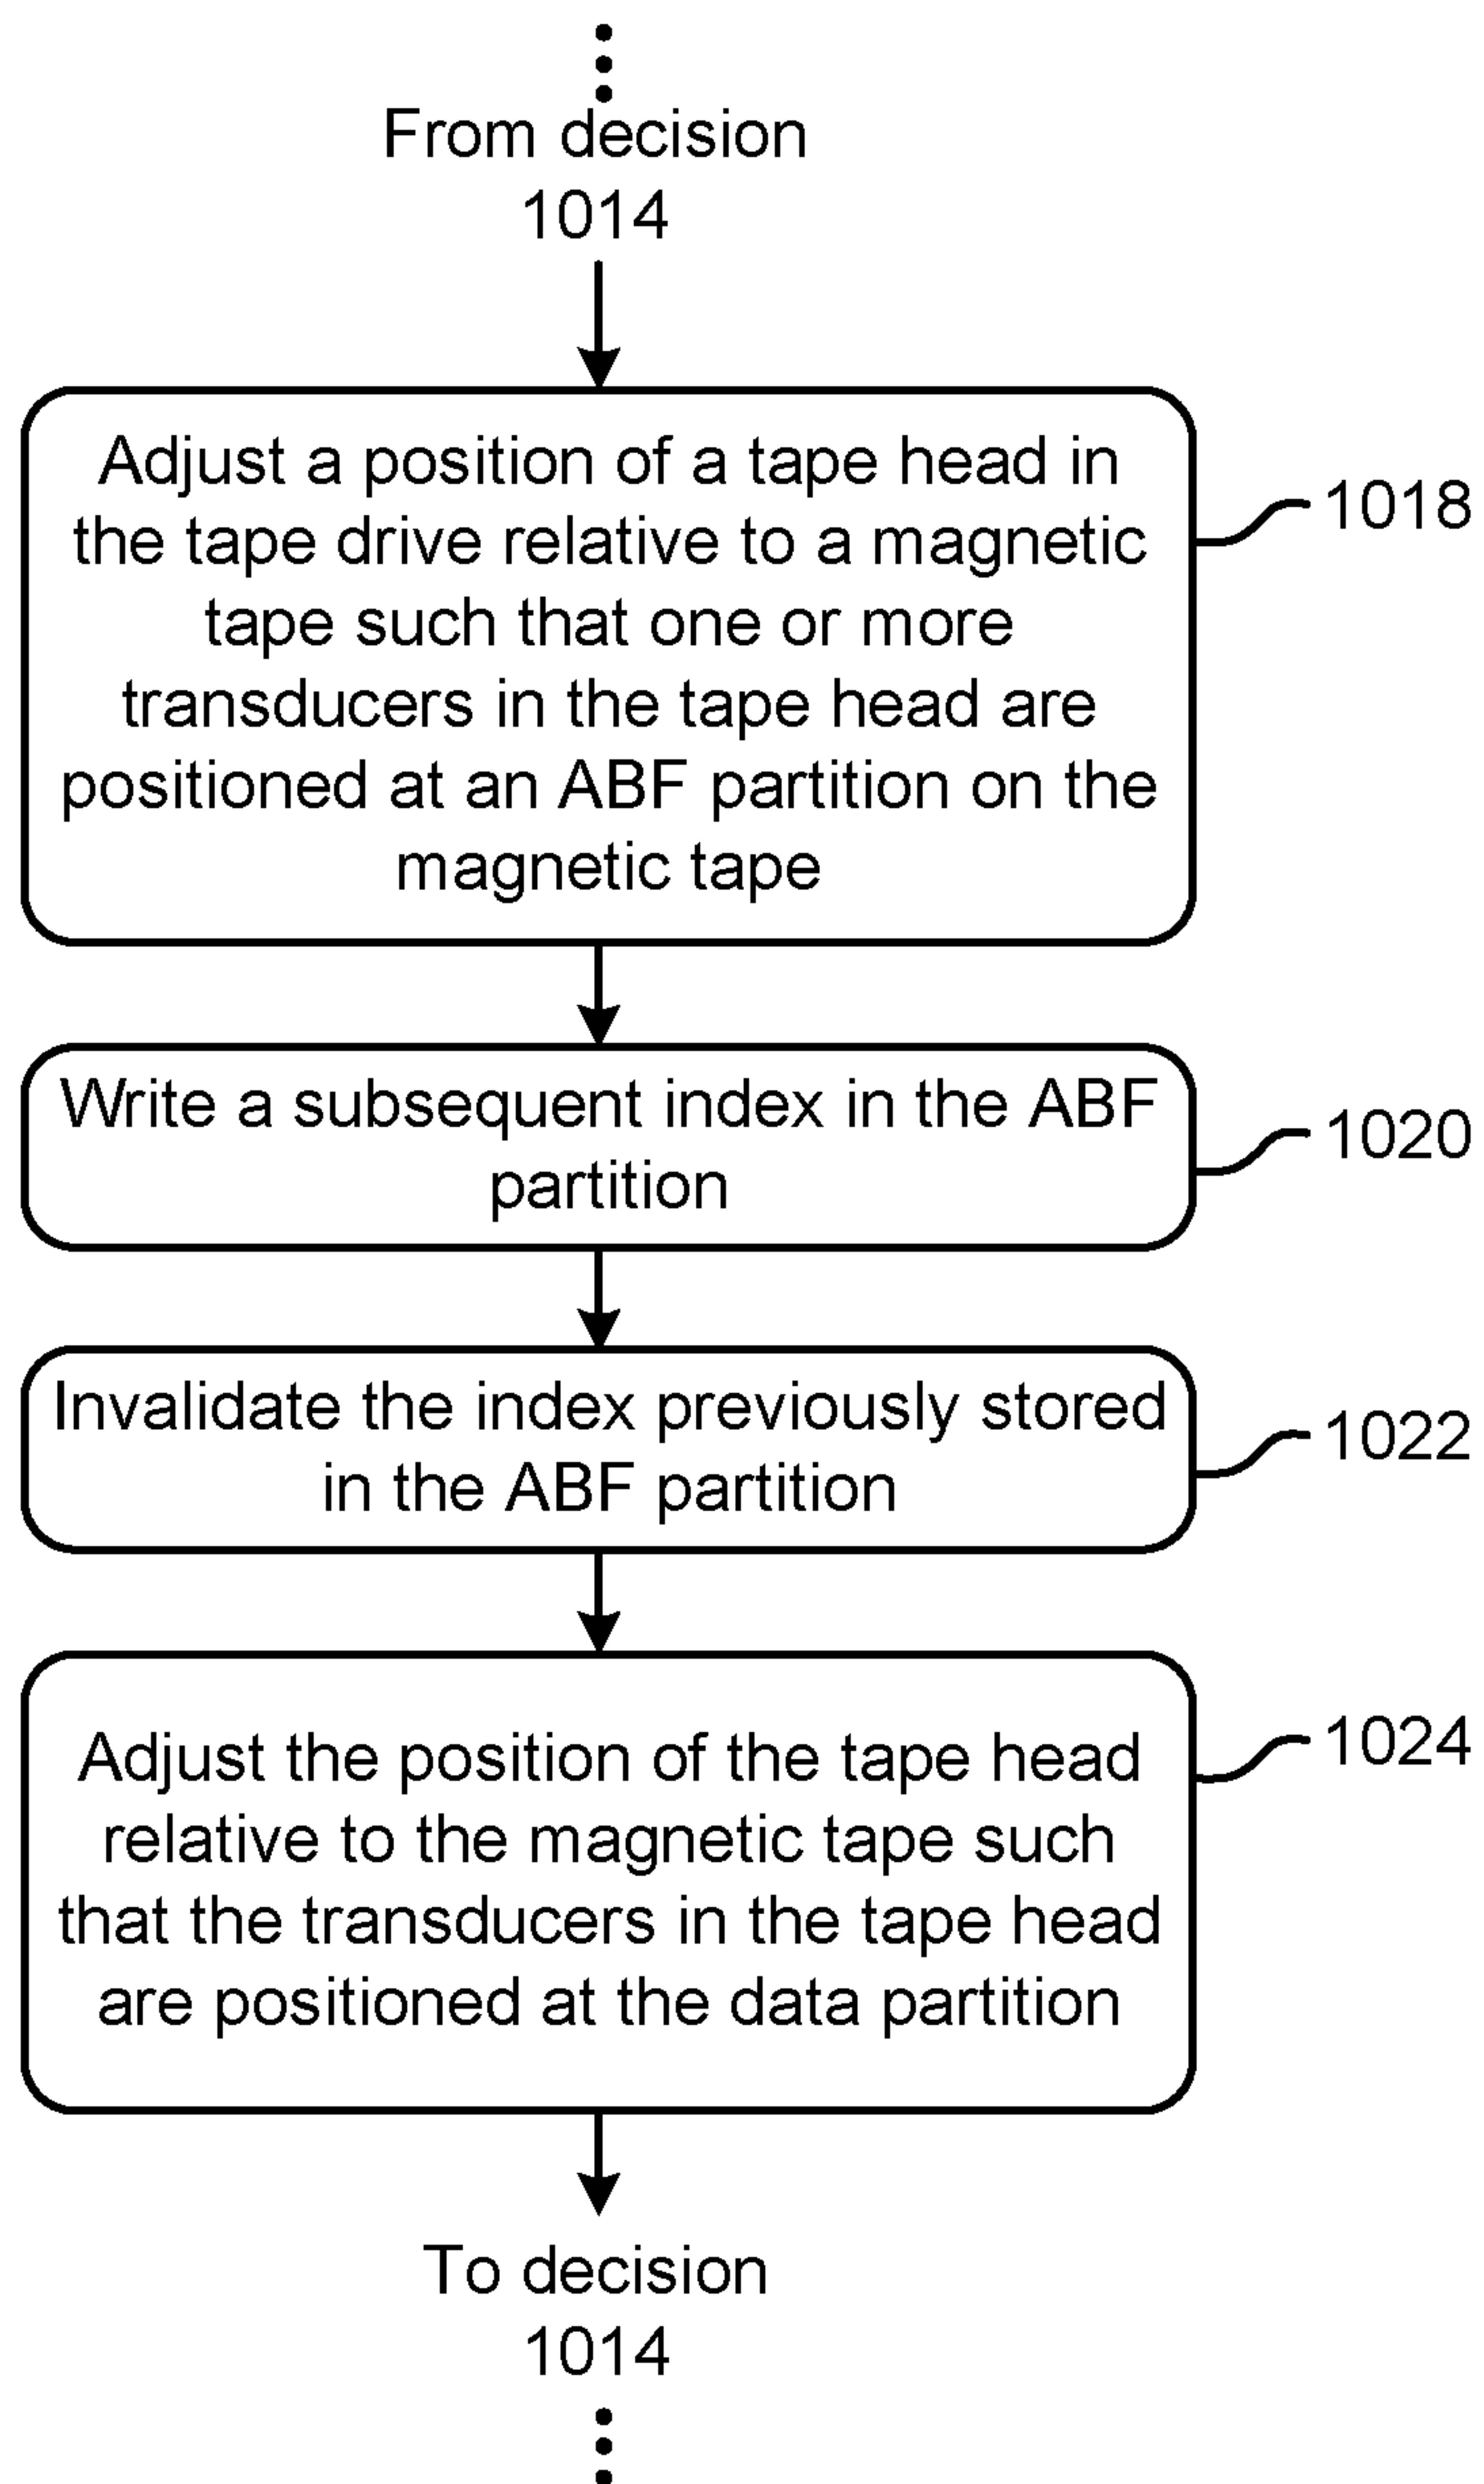 From decision
1014
Adjust a position of a tape head in
the tape drive relative to a magnetic
tape such that one or more
transducers in the tape head are
positioned at an ABF partition on the
magnetic tape
1018
Write a subsequent index in the ABF
partition
1020
Invalidate the index previously stored
in the ABF partition
1022
Adjust the position of the tape head
relative to the magnetic tape such
that the transducers in the tape head
are positioned at the data partition
1024
To decision
1014